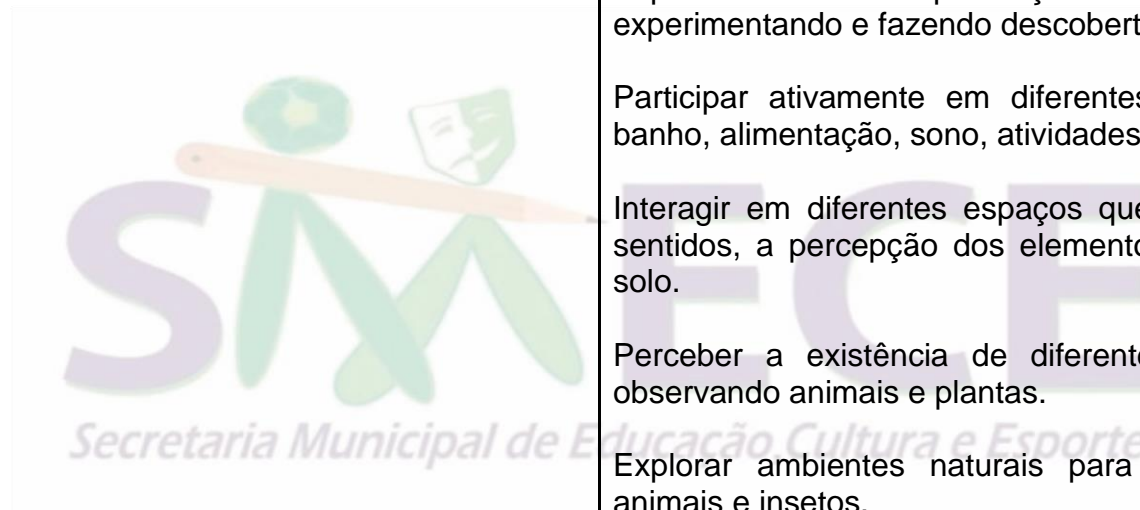 experimentando e fazendo descobert
Participar ativamente em diferentes
banho, alimentação, sono, atividades
Interagir em diferentes espaços que
sentidos, a percepção dos elemento
solo.
Perceber a existência de diferente
observando animais e plantas.
Explorar ambientes naturais para
animais e insetos.
SMECE
Secretaria Municipal de Educação Cultura e Esporte